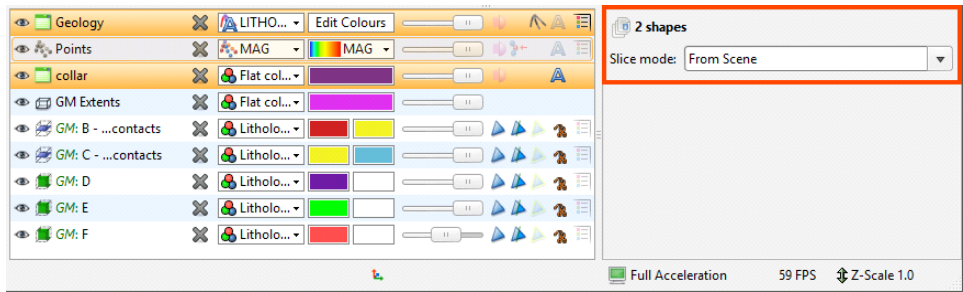 Geology LITHO... Edit Colours
Points MAG MAG
collar Flat col...
GM Extents Flat col...
GM: B - ...contacts Litholo...
GM: C - ...contacts Litholo...
GM: D Litholo...
GM: E Litholo...
GM: F Litholo...
2 shapes
Slice mode: From Scene
Full Acceleration 59 FPS Z-Scale 1.0